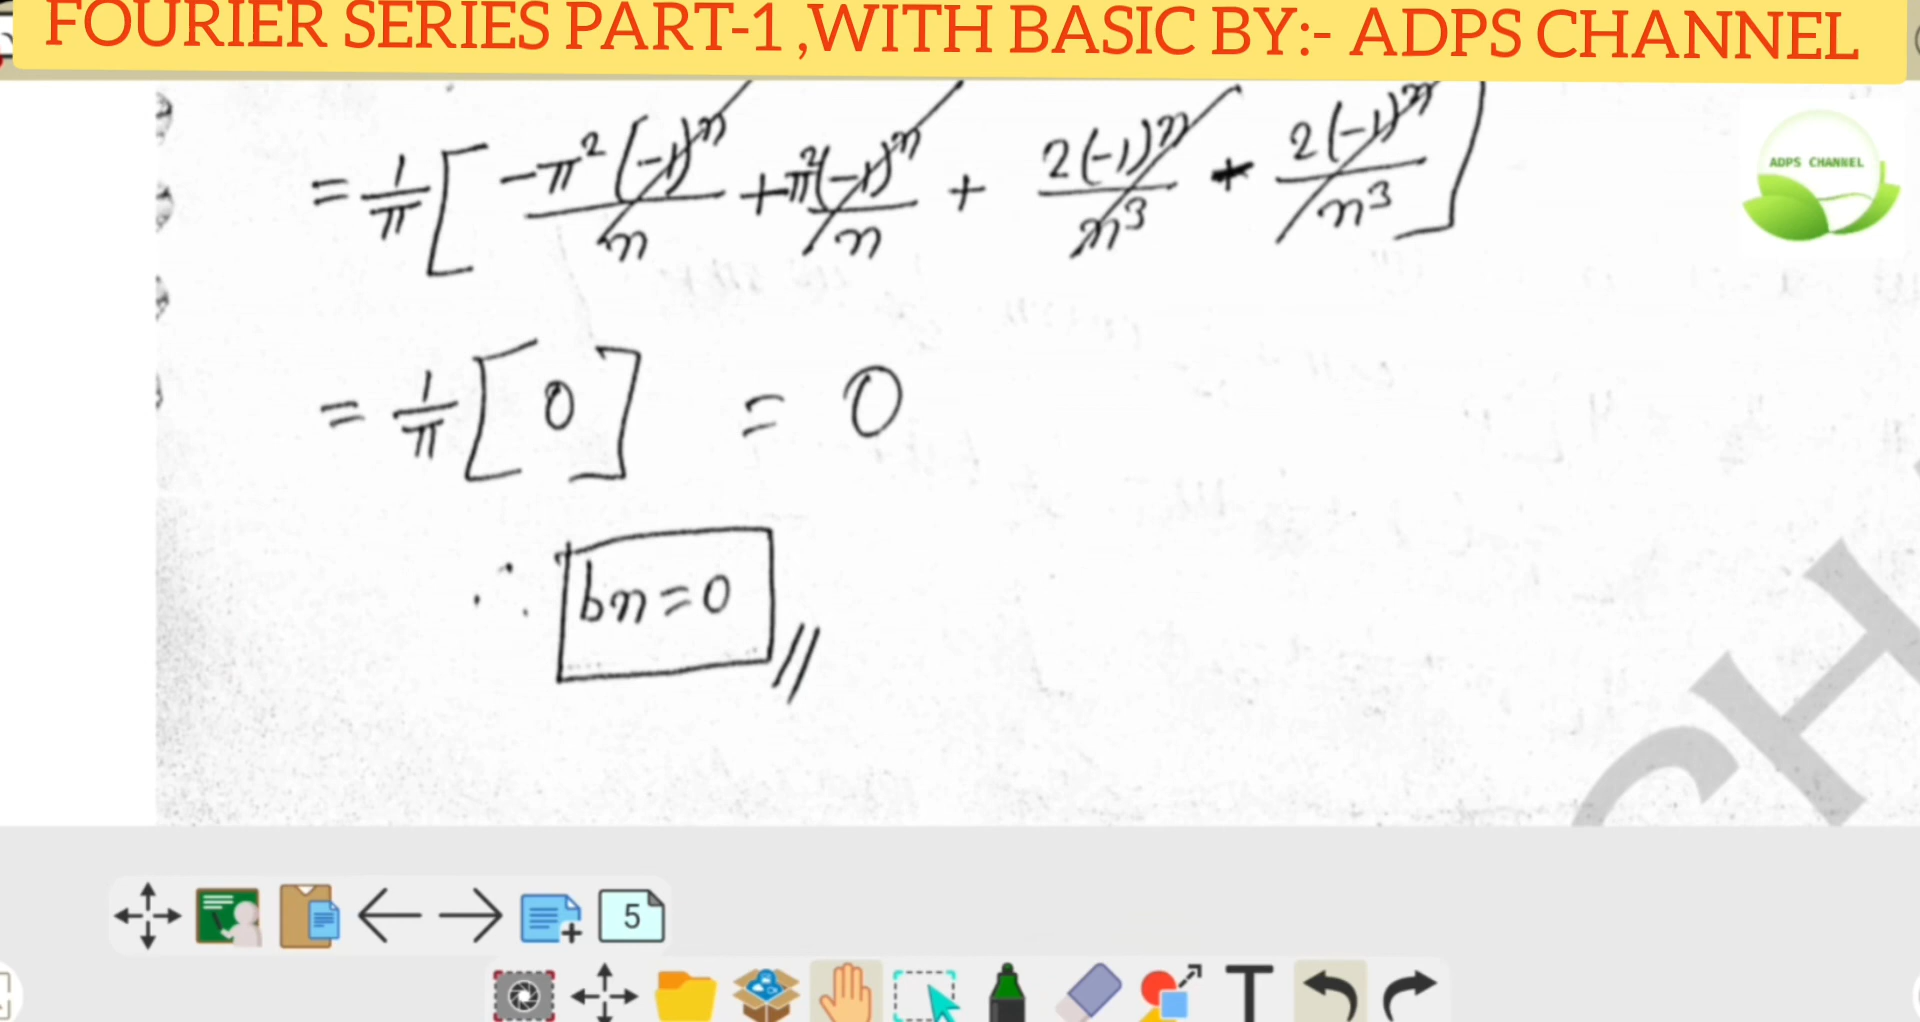 FOURIER SERIES PART-1 ,WITH BASIC BY:- ADPS CHANNEL
ADPS CHANNEL
= 1/π [ -π²(-1)ⁿ/n + π²(-1)ⁿ/n + 2(-1)ⁿ/n³ - 2(-1)ⁿ/n³ ]
= 1/π [ 0 ] = 0
∴ bn = 0 //
CH
5
T